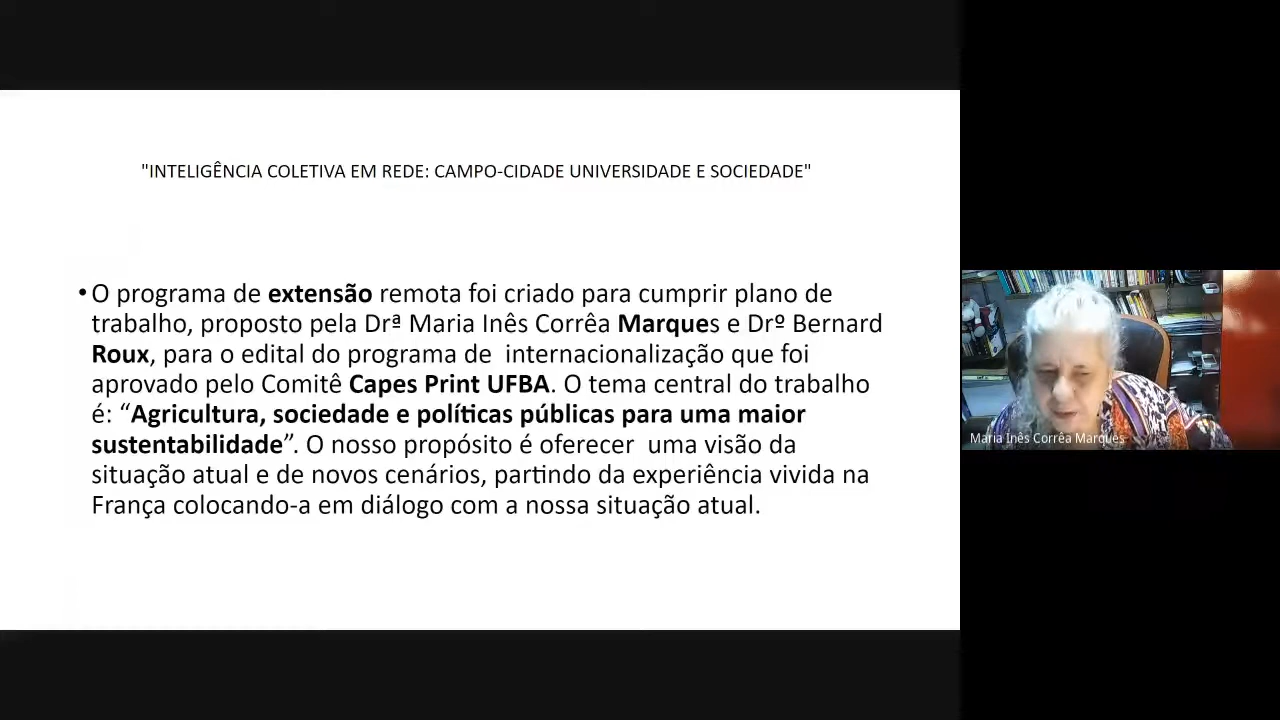 "INTELIGÊNCIA COLETIVA EM REDE: CAMPO-CIDADE UNIVERSIDADE E SOCIEDADE"
•O programa de extensão remota foi criado para cumprir plano de
trabalho, proposto pela Drª Maria Inês Corrêa Marques e Drº Bernard
Roux, para o edital do programa de  internacionalização que foi
aprovado pelo Comitê Capes Print UFBA. O tema central do trabalho
é: “Agricultura, sociedade e políticas públicas para uma maior
sustentabilidade”. O nosso propósito é oferecer  uma visão da
situação atual e de novos cenários, partindo da experiência vivida na
França colocando-a em diálogo com a nossa situação atual.
Maria Inês Corrêa Marques